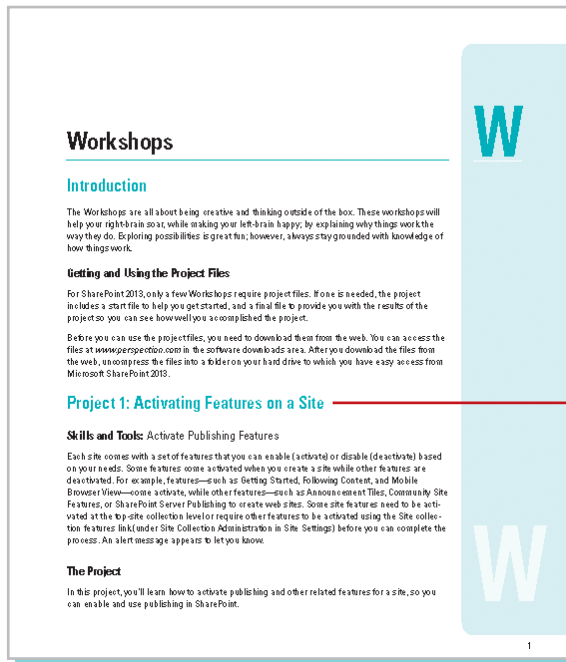 W
Workshops
Introduction
The Workshops are all about being creative and thinking outside of the box. These workshops will
help your right-brain soar, while making your left-brain happy; by explaining why things work the
way they do. Exploring possibilities is great fun; however, always stay grounded with knowledge of
how things work.
Getting and Using the Project Files
For SharePoint 2013, only a few Workshops require project files. If one is needed, the project
includes a start file to help you get started, and a final file to provide you with the results of the
project so you can see how well you accomplished the project.
Before you can use the project files, you need to download them from the web. You can access the
files at www.perspection.com in the software downloads area. After you download the files from
the web, uncompress the files into a folder on your hard drive to which you have easy access from
Microsoft SharePoint 2013.
Project 1: Activating Features on a Site
Skills and Tools: Activate Publishing Features
Each site comes with a set of features that you can enable (activate) or disable (deactivate) based
on your needs. Some features come activated when you create a site while other features are
deactivated. For example, features—such as Getting Started, Following Content, and Mobile
Browser View—come activate, while other features—such as Announcement Tiles, Community Site
Features, or SharePoint Server Publishing to create web sites. Some site features need to be acti-
vated at the top-site collection level or require other features to be activated using the Site collec-
tion features link (under Site Collection Administration in Site Settings) before you can complete the
process. An alert message appears to let you know.
The Project
In this project, you'll learn how to activate publishing and other related features for a site, so you
can enable and use publishing in SharePoint.
W
1